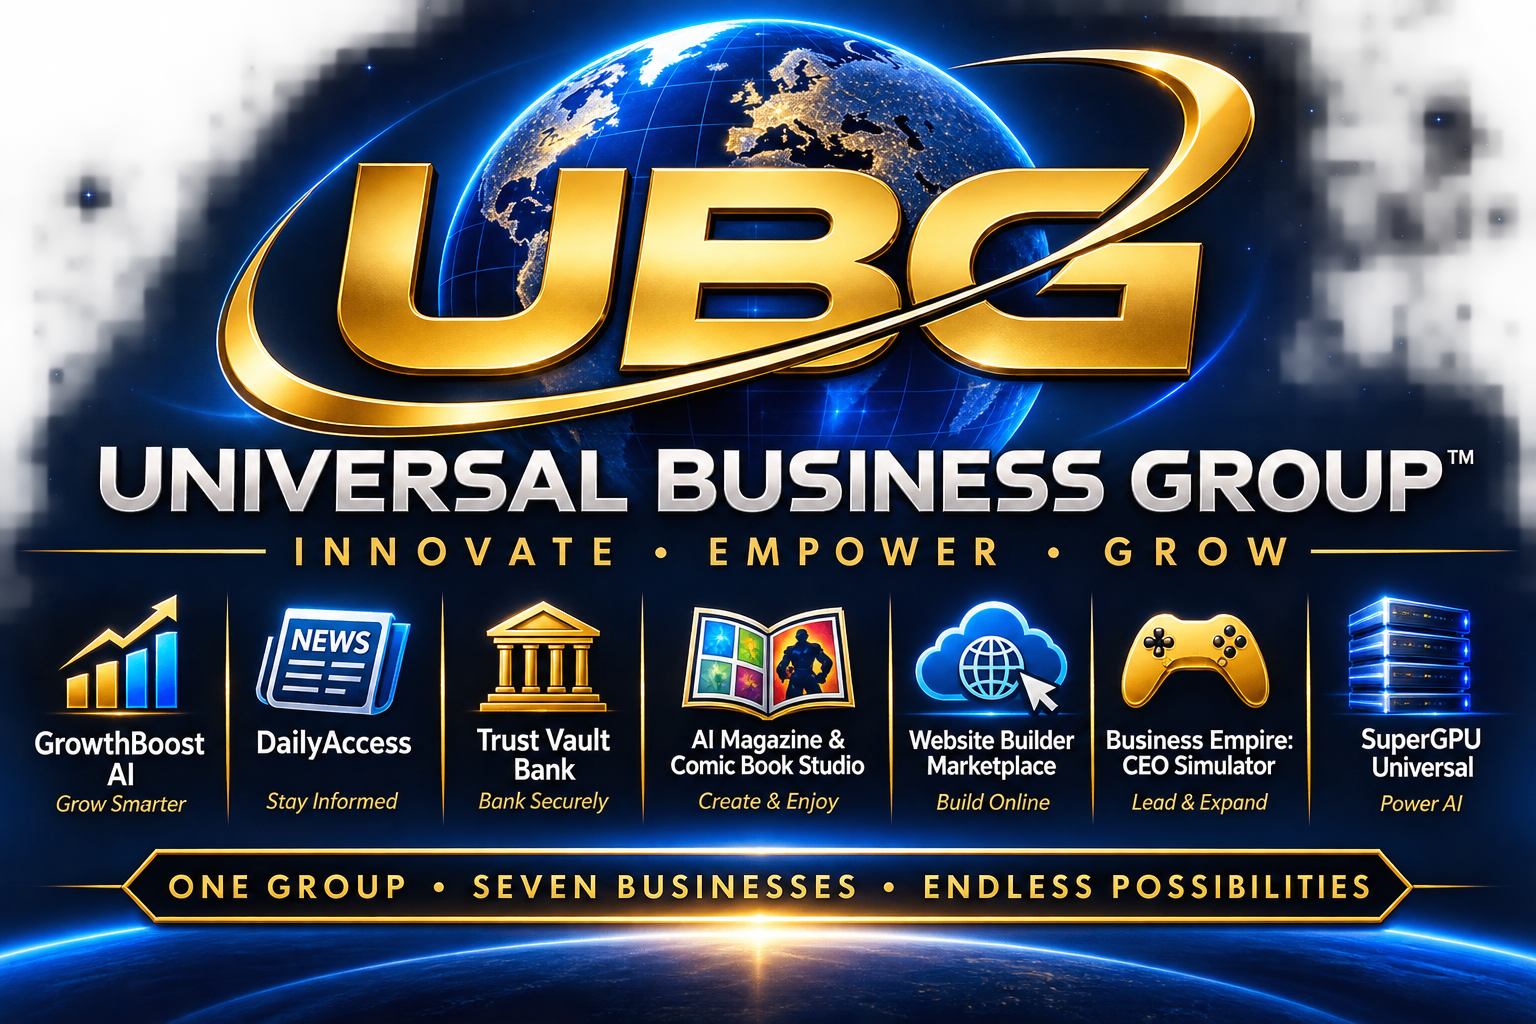 UBG
UNIVERSAL BUSINESS GROUP™
INNOVATE • EMPOWER • GROW
NEWS
GrowthBoost
AI
Grow Smarter
DailyAccess
Stay Informed
Trust Vault
Bank
Bank Securely
AI Magazine &
Comic Book Studio
Create & Enjoy
Website Builder
Marketplace
Build Online
Business Empire:
CEO Simulator
Lead & Expand
SuperGPU
Universal
Power AI
ONE GROUP • SEVEN BUSINESSES • ENDLESS POSSIBILITIES